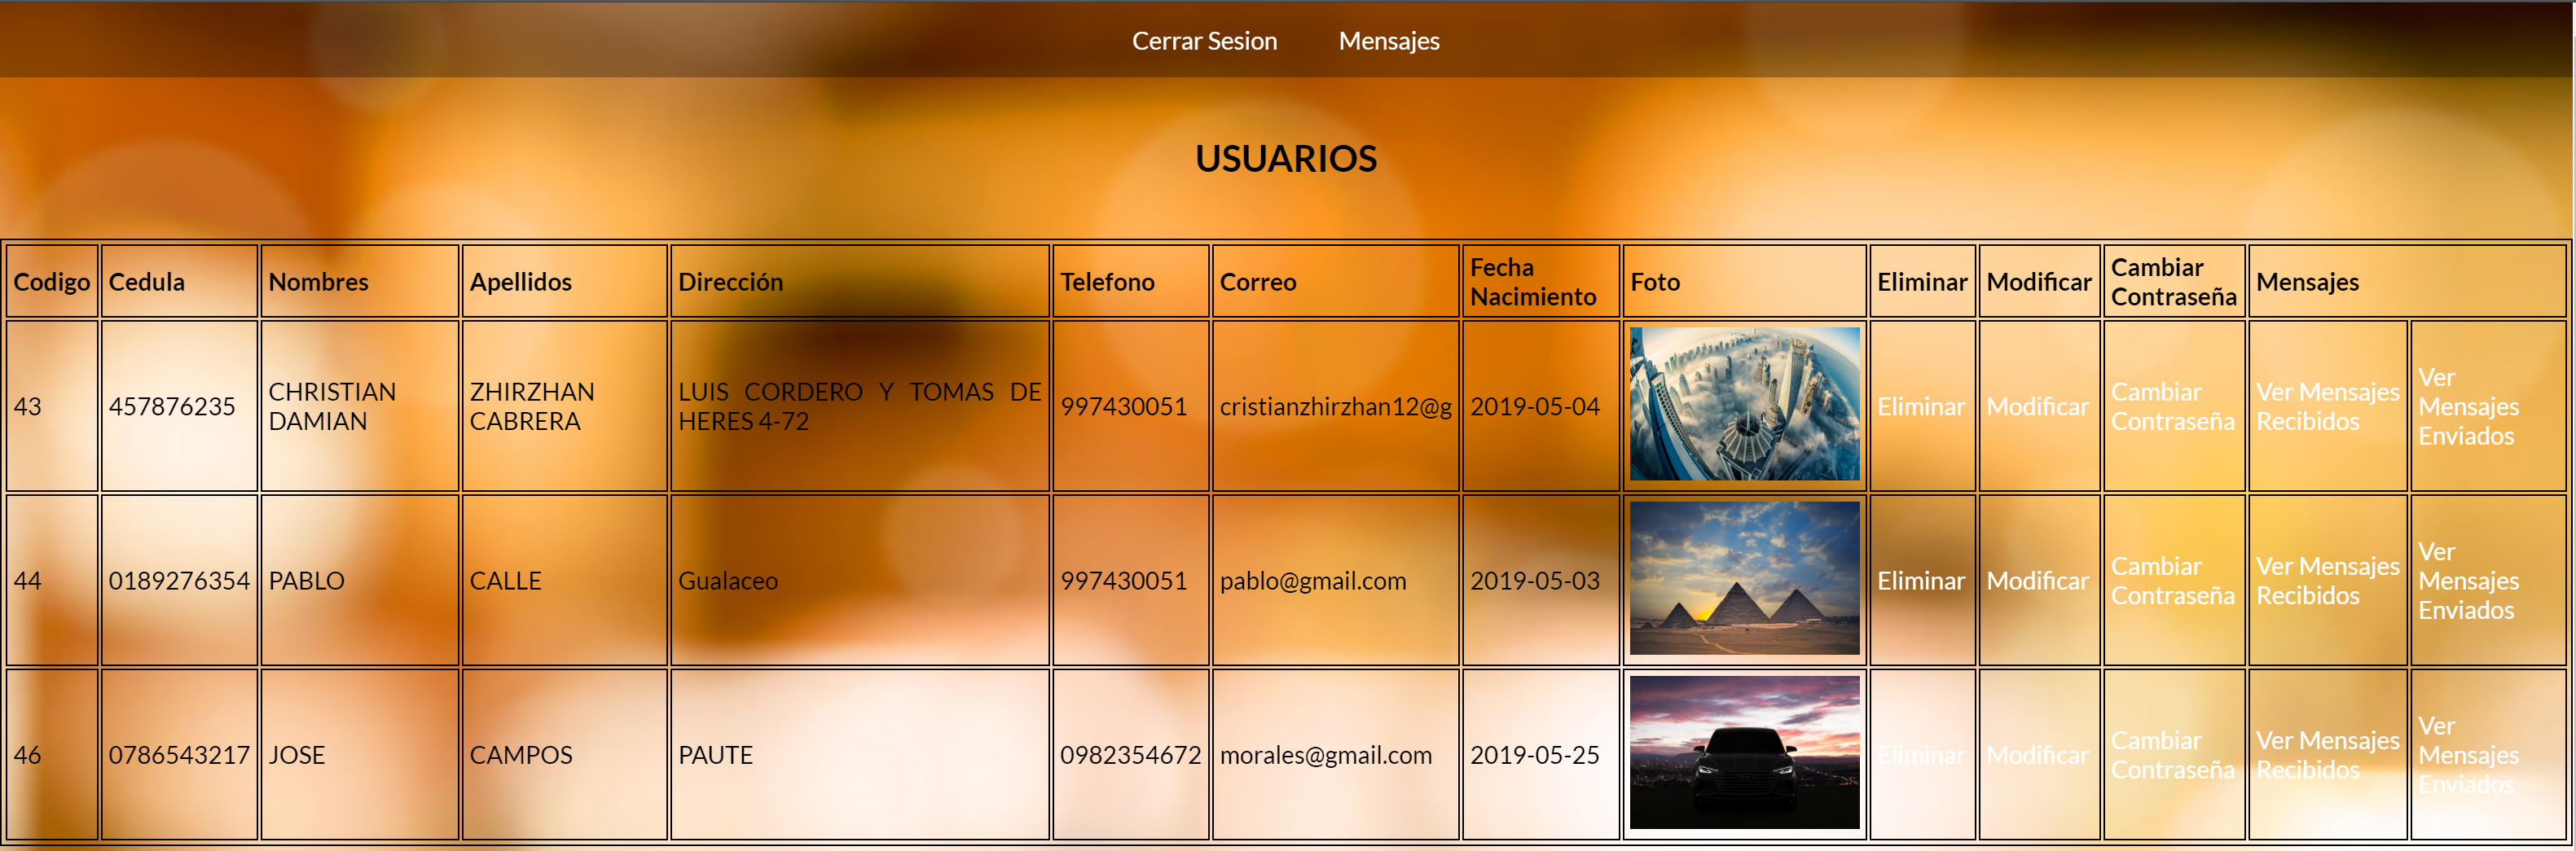 Cerrar Sesion Mensajes
USUARIOS
Codigo Cedula Nombres Apellidos Dirección Telefono Correo Fecha Nacimiento Foto Eliminar Modificar Cambiar Contraseña Mensajes
43 457876235 CHRISTIAN DAMIAN ZHIRZHAN CABRERA LUIS CORDERO Y TOMAS DE HERES 4-72 997430051 cristianzhirzhan12@g 2019-05-04 Eliminar Modificar Cambiar Contraseña Ver Mensajes Recibidos Ver Mensajes Enviados
44 0189276354 PABLO CALLE Gualaceo 997430051 pablo@gmail.com 2019-05-03 Eliminar Modificar Cambiar Contraseña Ver Mensajes Recibidos Ver Mensajes Enviados
46 0786543217 JOSE CAMPOS PAUTE 0982354672 morales@gmail.com 2019-05-25 Eliminar Modificar Cambiar Contraseña Ver Mensajes Recibidos Ver Mensajes Enviados